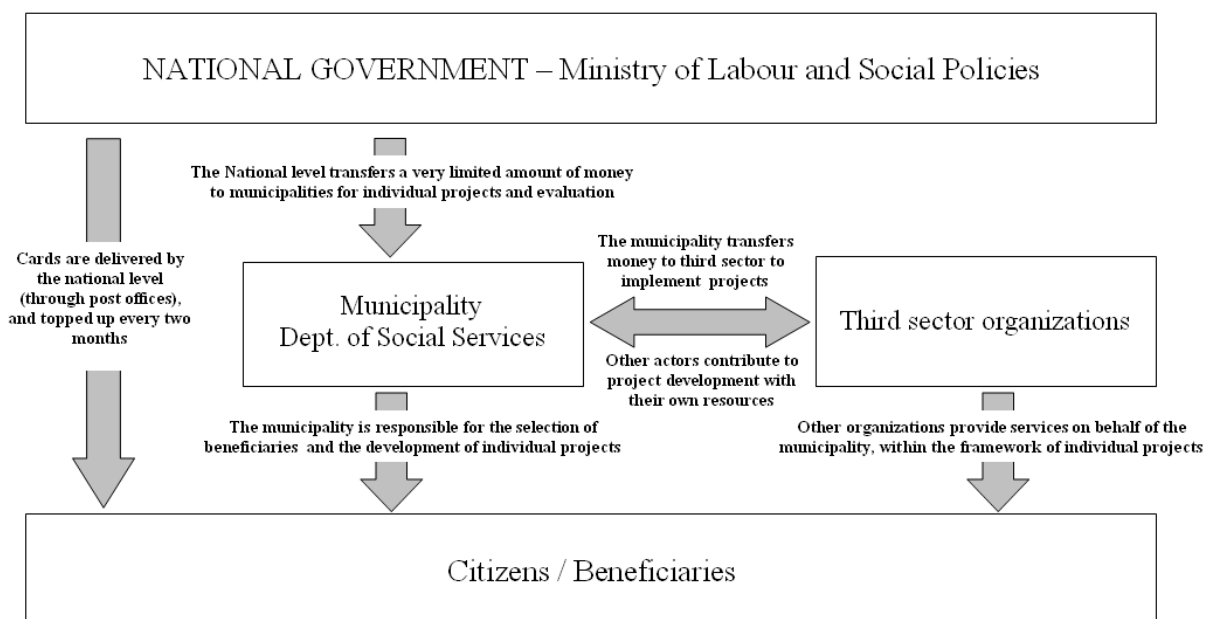 NATIONAL GOVERNMENT – Ministry of Labour and Social Policies
The National level transfers a very limited amount of money
to municipalities for individual projects and evaluation
Cards are delivered by
the national level
(through post offices),
and topped up every two
months
The municipality transfers
money to third sector to
implement projects
Municipality
Dept. of Social Services
Third sector organizations
Other actors contribute to
project development with
their own resources
The municipality is responsible for the selection of
beneficiaries and the development of individual projects
Other organizations provide services on behalf of the
municipality, within the framework of individual projects
Citizens / Beneficiaries